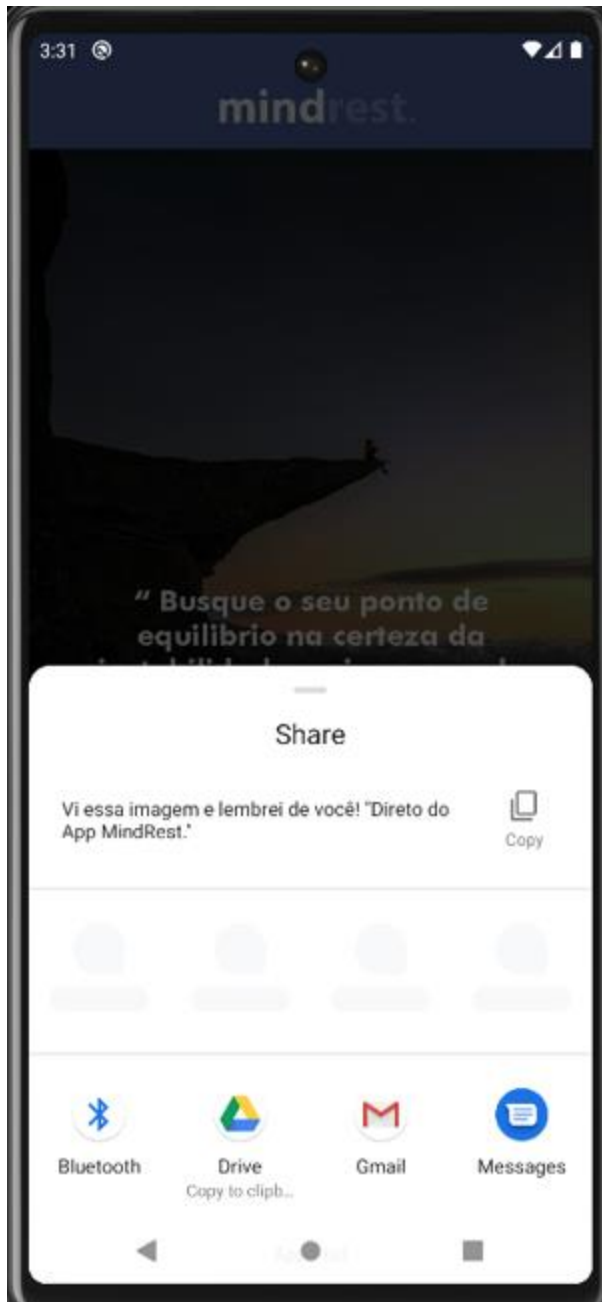 3:31
mindrest.
“ Busque o seu ponto de
equilibrio na certeza da
Share
Vi essa imagem e lembrei de você! "Direto do
App MindRest."
Copy
Bluetooth
Drive
Gmail
Messages
Copy to clipb...